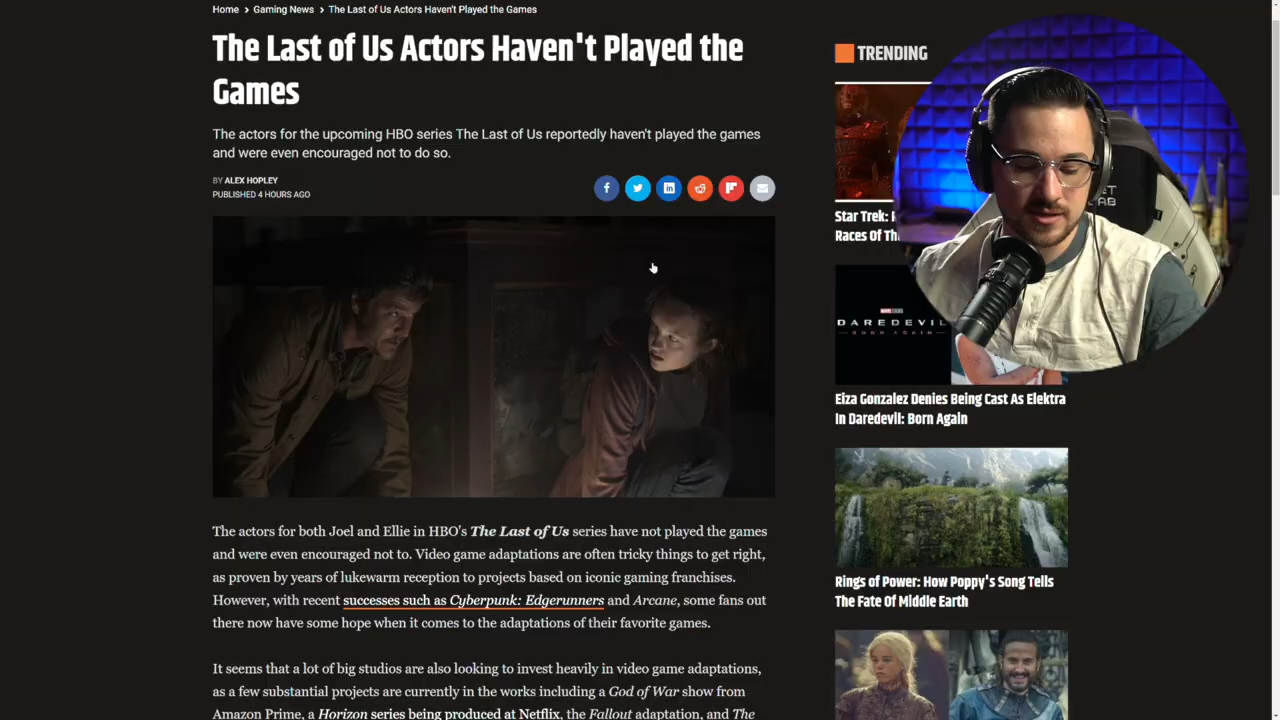 Home > Gaming News > The Last of Us Actors Haven't Played the Games
The Last of Us Actors Haven't Played the
Games
The actors for the upcoming HBO series The Last of Us reportedly haven't played the games
and were even encouraged not to do so.
BY ALEX HOPLEY
PUBLISHED 4 HOURS AGO
The actors for both Joel and Ellie in HBO's The Last of Us series have not played the games
and were even encouraged not to. Video game adaptations are often tricky things to get right,
as proven by years of lukewarm reception to projects based on iconic gaming franchises.
However, with recent successes such as Cyberpunk: Edgerunners and Arcane, some fans out
there now have some hope when it comes to the adaptations of their favorite games.
It seems that a lot of big studios are also looking to invest heavily in video game adaptations,
as a few substantial projects are currently in the works including a God of War show from
Amazon Prime, a Horizon series being produced at Netflix, the Fallout adaptation, and The
TRENDING
Star Trek:
Races Of
DAREDEVIL
BORN AGAIN
Eiza Gonzalez Denies Being Cast As Elektra
In Daredevil: Born Again
Rings of Power: How Poppy's Song Tells
The Fate Of Middle Earth